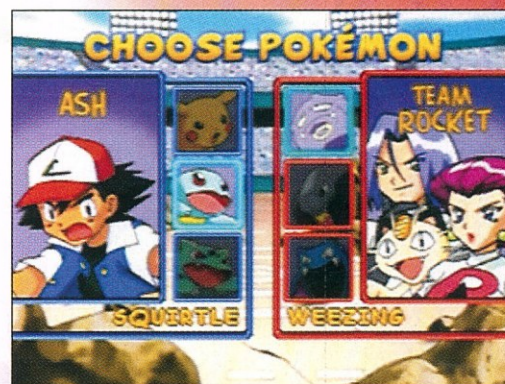 CHOOSE POKÉMON
ASH
TEAM
ROCKET
SQUIRTLE
WEEZING